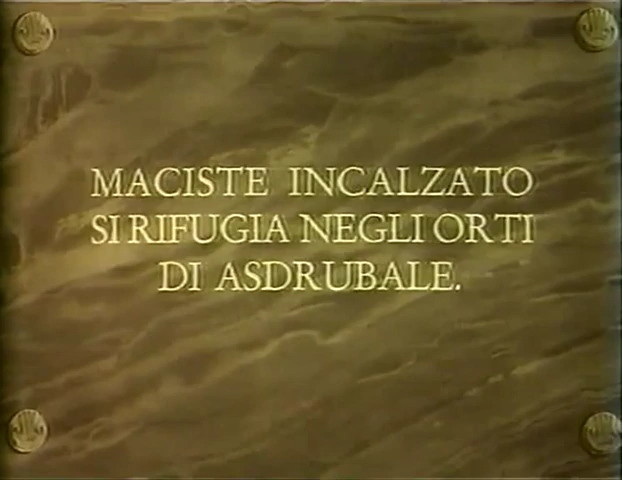 MACISTE INCALZATO
SI RIFUGIA NEGLI ORTI
DI ASDRUBALE.